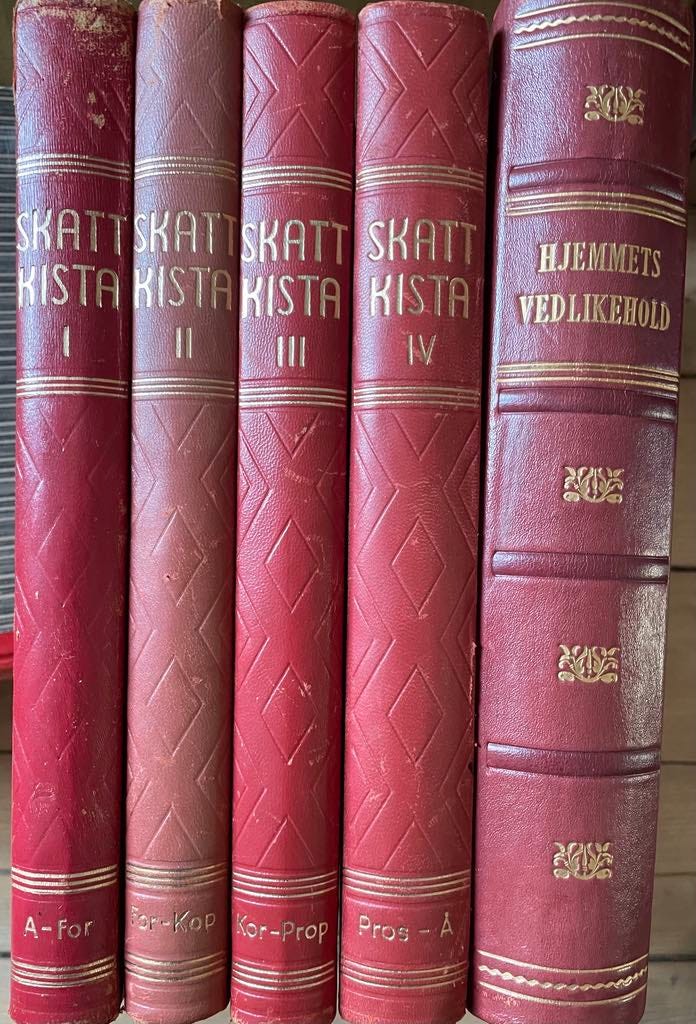 SKATT
KISTA
I
A-For
SKATT
KISTA
II
For-Kop
SKATT
KISTA
III
Kor-Prop
SKATT
KISTA
IV
Pros - Å
HJEMMETS
VEDLIKEHOLD